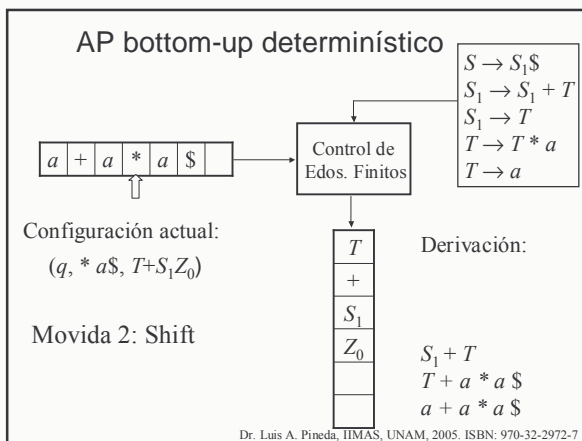 AP bottom-up determinístico
S → S₁$
S₁ → S₁ + T
S₁ → T
T → T * a
T → a
a + a * a $
Control de
Edos. Finitos
Configuración actual:
(q, * a$, T+S₁Z₀)
Movida 2: Shift
T
+
S₁
Z₀
Derivación:
S₁ + T
T + a * a $
a + a * a $
Dr. Luis A. Pineda, IIMAS, UNAM, 2005. ISBN: 970-32-2972-7